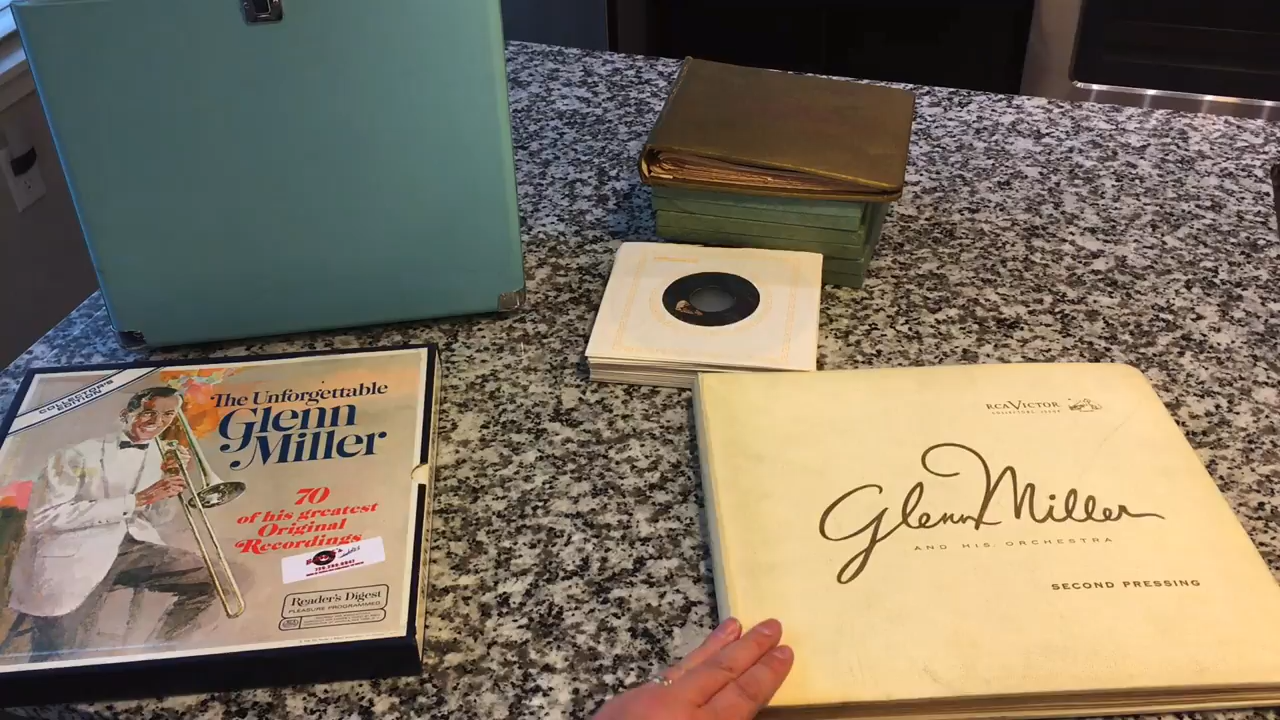 COLLECTOR'S
EDITION
The Unforgettable
Glenn
Miller
70
of his greatest
Original
Recordings
Reader's Digest
PLEASURE PROGRAMMED
RCA VICTOR
Glenn Miller
AND HIS ORCHESTRA
SECOND PRESSING